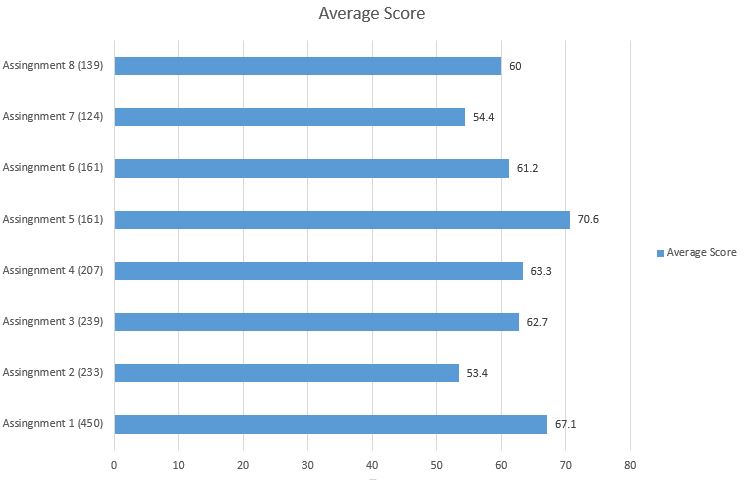 Average Score
Assingnment 8 (139) 60
Assingnment 7 (124) 54.4
Assingnment 6 (161) 61.2
Assingnment 5 (161) 70.6
Assingnment 4 (207) 63.3
Assingnment 3 (239) 62.7
Assingnment 2 (233) 53.4
Assingnment 1 (450) 67.1
0 10 20 30 40 50 60 70 80
Average Score